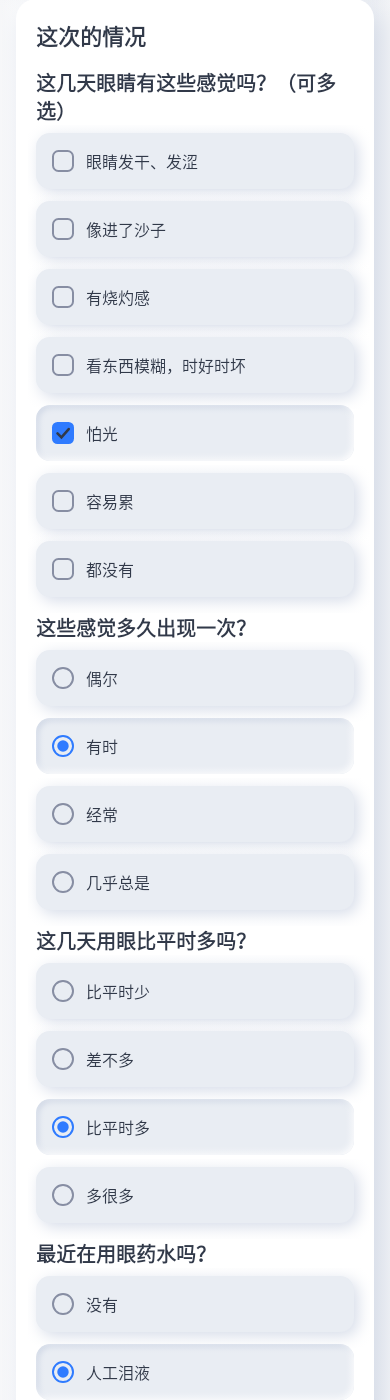 这次的情况
这几天眼睛有这些感觉吗？（可多
选）
眼睛发干、发涩
像进了沙子
有烧灼感
看东西模糊，时好时坏
怕光
容易累
都没有
这些感觉多久出现一次？
偶尔
有时
经常
几乎总是
这几天用眼比平时多吗？
比平时少
差不多
比平时多
多很多
最近在用眼药水吗？
没有
人工泪液